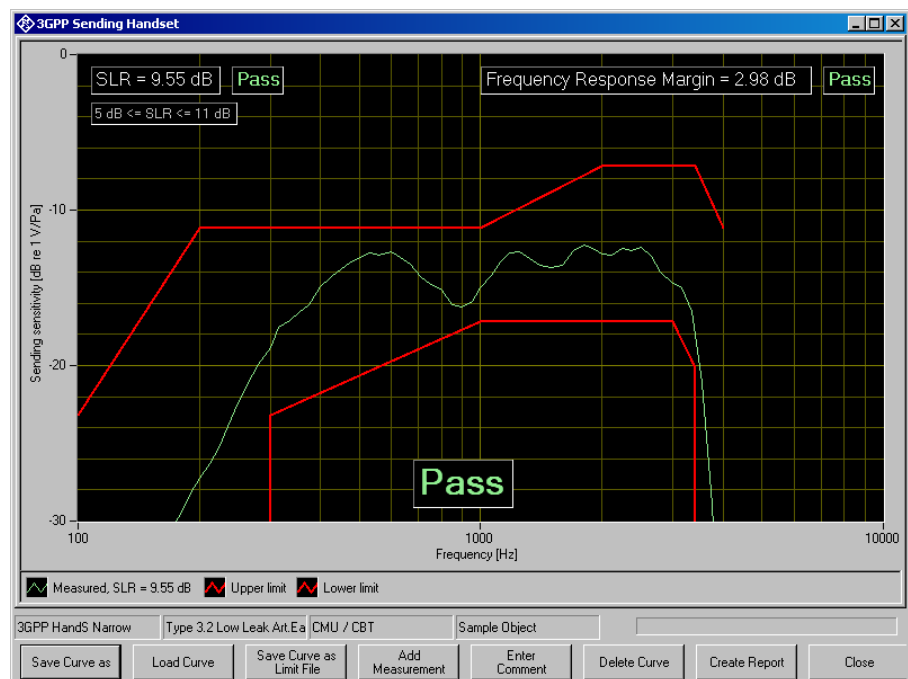 3GPP Sending Handset
0
SLR = 9.55 dB Pass
Frequency Response Margin = 2.98 dB Pass
5 dB <= SLR <= 11 dB
-10
Sending sensitivity [dB re 1 V/Pa]
-20
Pass
-30
100 1000 10000
Frequency [Hz]
Measured, SLR = 9.55 dB Upper limit Lower limit
3GPP HandS Narrow Type 3.2 Low Leak Art.Ea CMU / CBT Sample Object
Save Curve as Load Curve Save Curve as Limit File Add Measurement Enter Comment Delete Curve Create Report Close